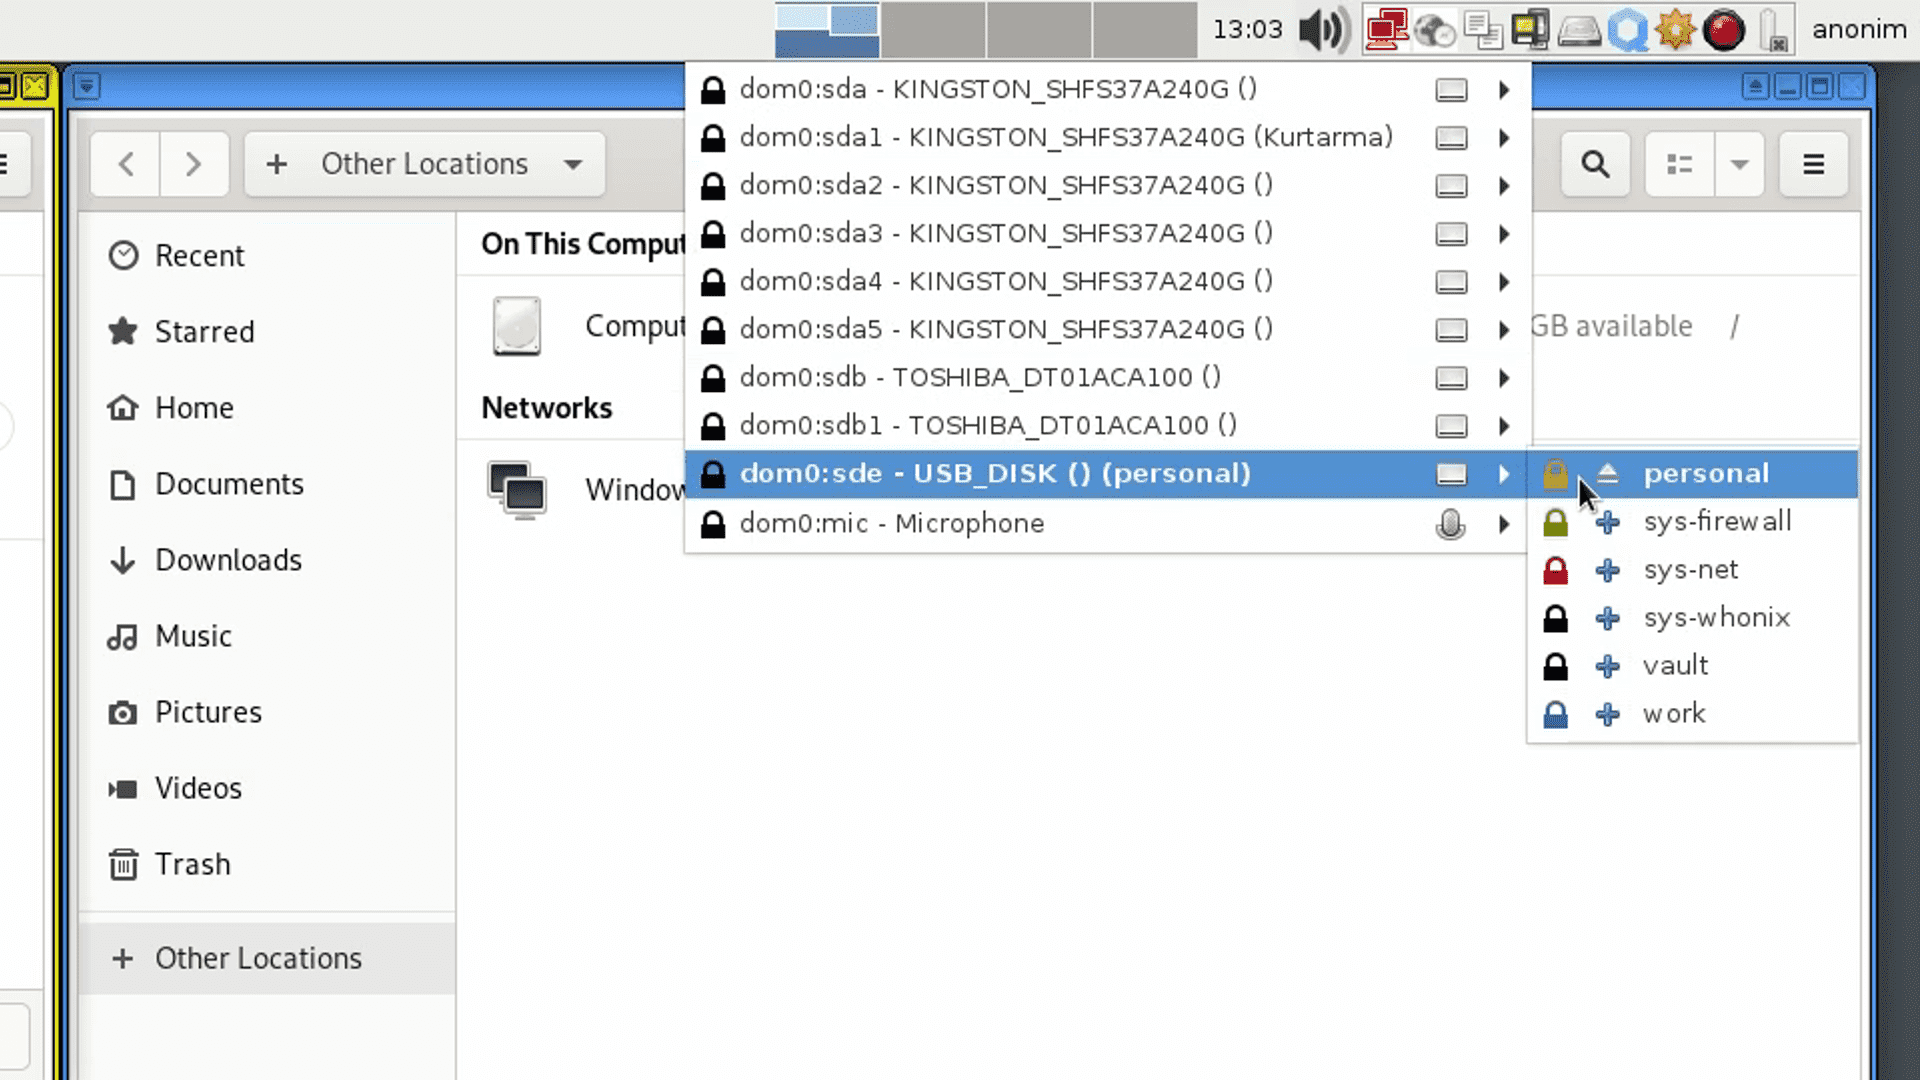 13:03
anonim
dom0:sda - KINGSTON_SHFS37A240G ()
dom0:sda1 - KINGSTON_SHFS37A240G (Kurtarma)
dom0:sda2 - KINGSTON_SHFS37A240G ()
dom0:sda3 - KINGSTON_SHFS37A240G ()
dom0:sda4 - KINGSTON_SHFS37A240G ()
dom0:sda5 - KINGSTON_SHFS37A240G ()
dom0:sdb - TOSHIBA_DT01ACA100 ()
dom0:sdb1 - TOSHIBA_DT01ACA100 ()
dom0:sde - USB_DISK () (personal)
dom0:mic - Microphone
personal
sys-firewall
sys-net
sys-whonix
vault
work
Other Locations
Recent
Starred
Home
Documents
Downloads
Music
Pictures
Videos
Trash
Other Locations
On This Comput
Comput
GB available /
Networks
Window